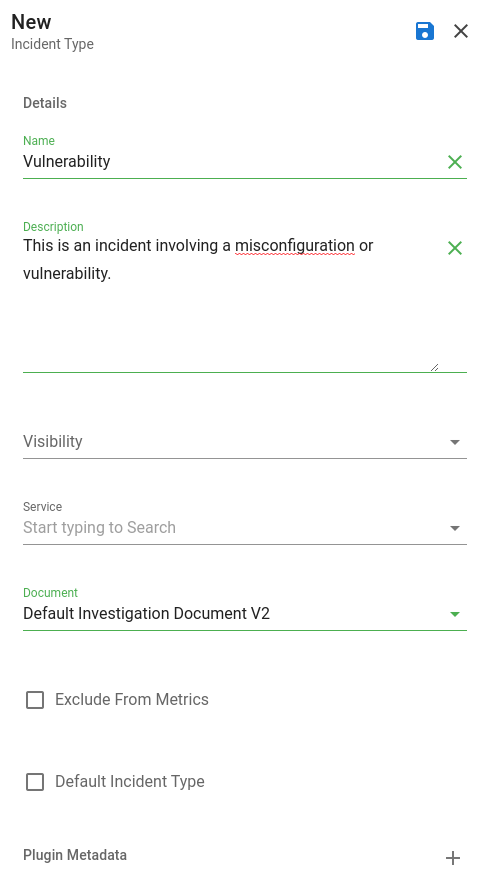 New
Incident Type
Details
Name
Vulnerability
Description
This is an incident involving a misconfiguration or
vulnerability.
Visibility
Service
Start typing to Search
Document
Default Investigation Document V2
Exclude From Metrics
Default Incident Type
Plugin Metadata